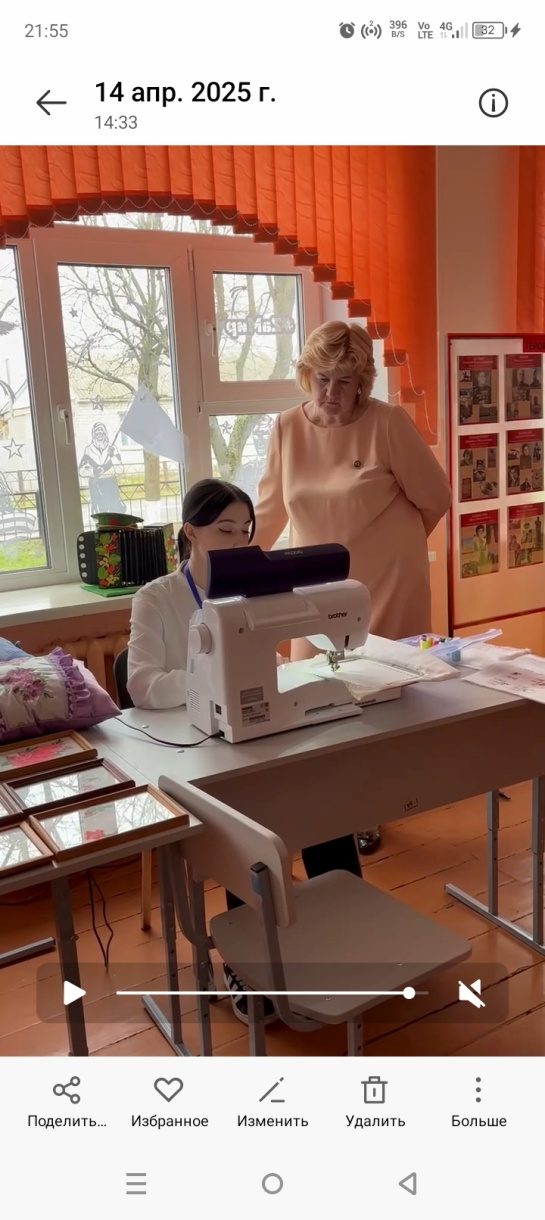 21:55
396
B/S
Vo
LTE
4G
32
14 апр. 2025 г.
14:33
brother
Поделить...
Избранное
Изменить
Удалить
Больше